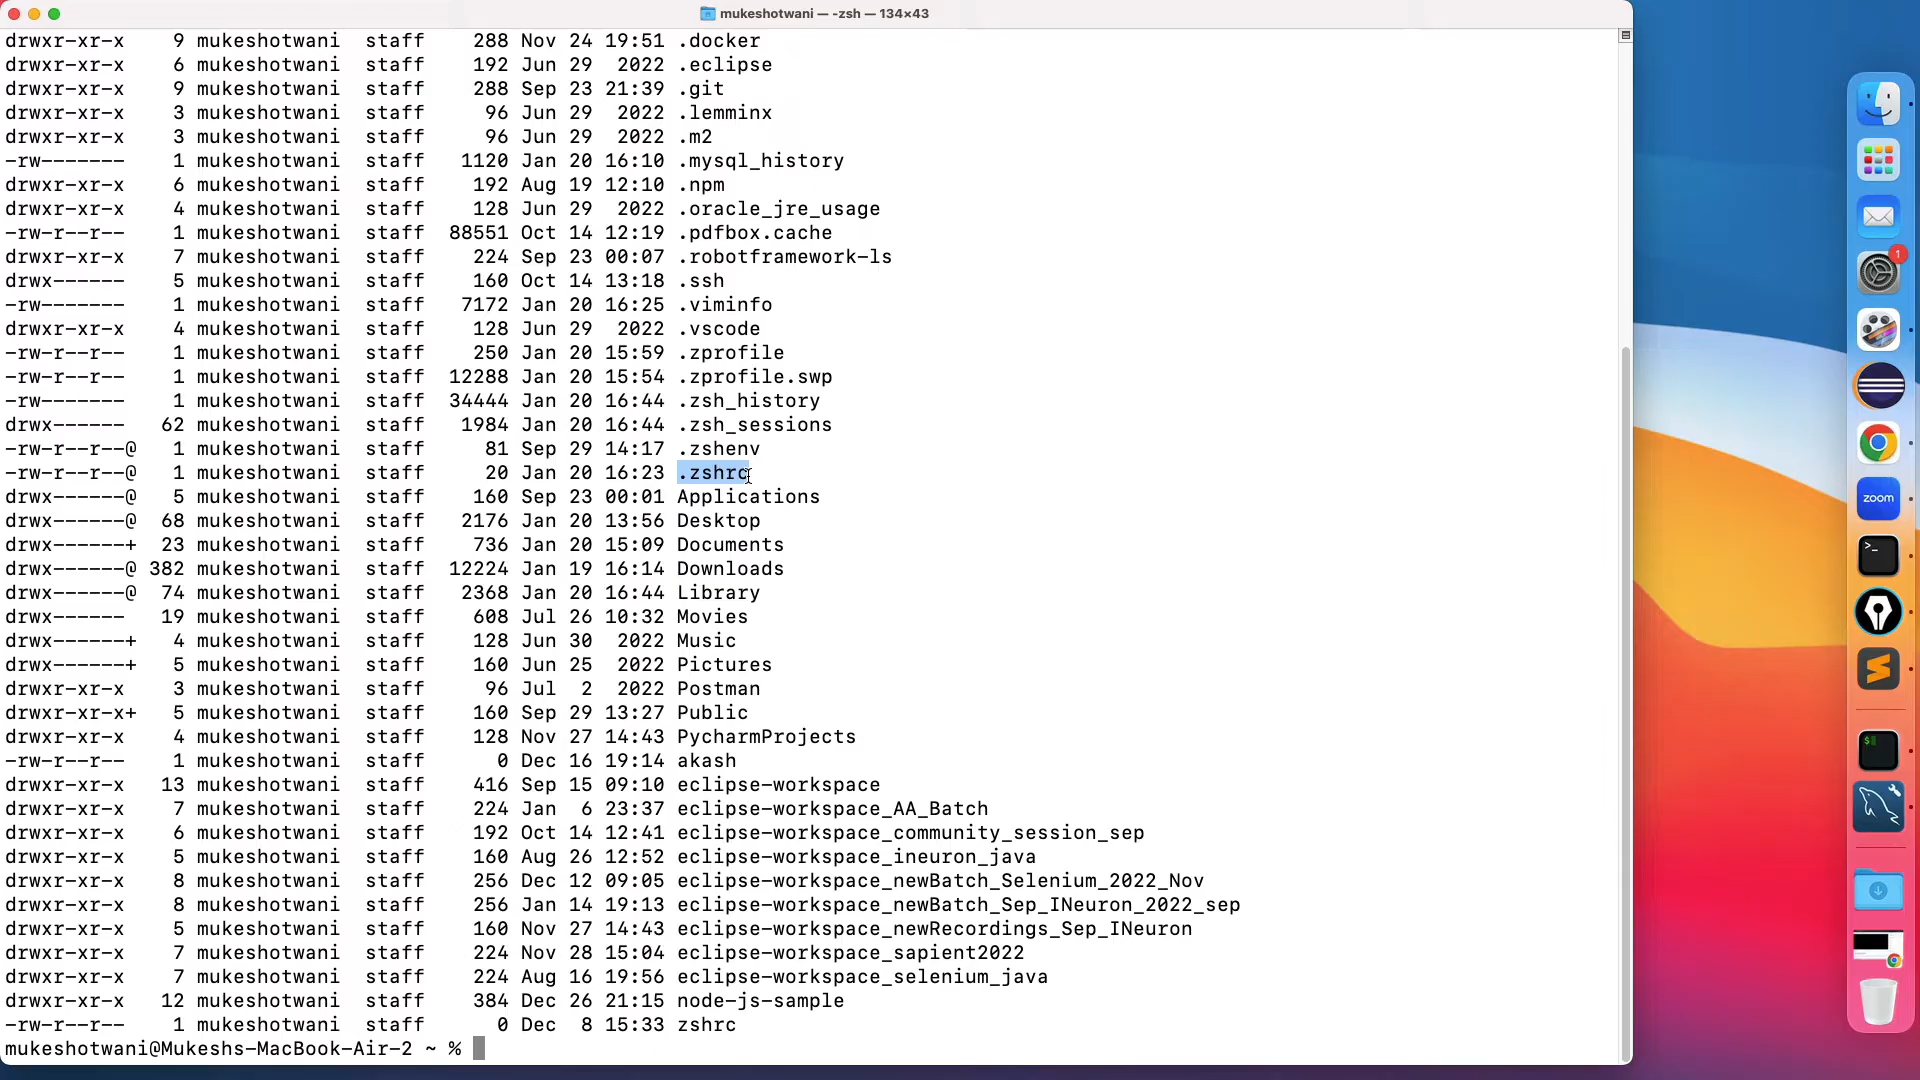 mukeshotwani — -zsh — 134×43
drwxr-xr-x 9 mukeshotwani staff 288 Nov 24 19:51 .docker
drwxr-xr-x 6 mukeshotwani staff 192 Jun 29 2022 .eclipse
drwxr-xr-x 9 mukeshotwani staff 288 Sep 23 21:39 .git
drwxr-xr-x 3 mukeshotwani staff 96 Jun 29 2022 .lemminx
drwxr-xr-x 3 mukeshotwani staff 96 Jun 29 2022 .m2
-rw------- 1 mukeshotwani staff 1120 Jan 20 16:10 .mysql_history
drwxr-xr-x 6 mukeshotwani staff 192 Aug 19 12:10 .npm
drwxr-xr-x 4 mukeshotwani staff 128 Jun 29 2022 .oracle_jre_usage
-rw-r--r-- 1 mukeshotwani staff 88551 Oct 14 12:19 .pdfbox.cache
drwxr-xr-x 7 mukeshotwani staff 224 Sep 23 00:07 .robotframework-ls
drwx------ 5 mukeshotwani staff 160 Oct 14 13:18 .ssh
-rw------- 1 mukeshotwani staff 7172 Jan 20 16:25 .viminfo
drwxr-xr-x 4 mukeshotwani staff 128 Jun 29 2022 .vscode
-rw-r--r-- 1 mukeshotwani staff 250 Jan 20 15:59 .zprofile
-rw-r--r-- 1 mukeshotwani staff 12288 Jan 20 15:54 .zprofile.swp
-rw------- 1 mukeshotwani staff 34444 Jan 20 16:44 .zsh_history
drwx------ 62 mukeshotwani staff 1984 Jan 20 16:44 .zsh_sessions
-rw-r--r--@ 1 mukeshotwani staff 81 Sep 29 14:17 .zshenv
-rw-r--r--@ 1 mukeshotwani staff 20 Jan 20 16:23 .zshrc
drwx------@ 5 mukeshotwani staff 160 Sep 23 00:01 Applications
drwx------@ 68 mukeshotwani staff 2176 Jan 20 13:56 Desktop
drwx------+ 23 mukeshotwani staff 736 Jan 20 15:09 Documents
drwx------@ 382 mukeshotwani staff 12224 Jan 19 16:14 Downloads
drwx------@ 74 mukeshotwani staff 2368 Jan 20 16:44 Library
drwx------ 19 mukeshotwani staff 608 Jul 26 10:32 Movies
drwx------+ 4 mukeshotwani staff 128 Jun 30 2022 Music
drwx------+ 5 mukeshotwani staff 160 Jun 25 2022 Pictures
drwxr-xr-x 3 mukeshotwani staff 96 Jul 2 2022 Postman
drwxr-xr-x+ 5 mukeshotwani staff 160 Sep 29 13:27 Public
drwxr-xr-x 4 mukeshotwani staff 128 Nov 27 14:43 PycharmProjects
-rw-r--r-- 1 mukeshotwani staff 0 Dec 16 19:14 akash
drwxr-xr-x 13 mukeshotwani staff 416 Sep 15 09:10 eclipse-workspace
drwxr-xr-x 7 mukeshotwani staff 224 Jan 6 23:37 eclipse-workspace_AA_Batch
drwxr-xr-x 6 mukeshotwani staff 192 Oct 14 12:41 eclipse-workspace_community_session_sep
drwxr-xr-x 5 mukeshotwani staff 160 Aug 26 12:52 eclipse-workspace_ineuron_java
drwxr-xr-x 8 mukeshotwani staff 256 Dec 12 09:05 eclipse-workspace_newBatch_Selenium_2022_Nov
drwxr-xr-x 8 mukeshotwani staff 256 Jan 14 19:13 eclipse-workspace_newBatch_Sep_INeuron_2022_sep
drwxr-xr-x 5 mukeshotwani staff 160 Nov 27 14:43 eclipse-workspace_newRecordings_Sep_INeuron
drwxr-xr-x 7 mukeshotwani staff 224 Nov 28 15:04 eclipse-workspace_sapient2022
drwxr-xr-x 7 mukeshotwani staff 224 Aug 16 19:56 eclipse-workspace_selenium_java
drwxr-xr-x 12 mukeshotwani staff 384 Dec 26 21:15 node-js-sample
-rw-r--r-- 1 mukeshotwani staff 0 Dec 8 15:33 zshrc
mukeshotwani@Mukeshs-MacBook-Air-2 ~ %
1
zoom
>_
$